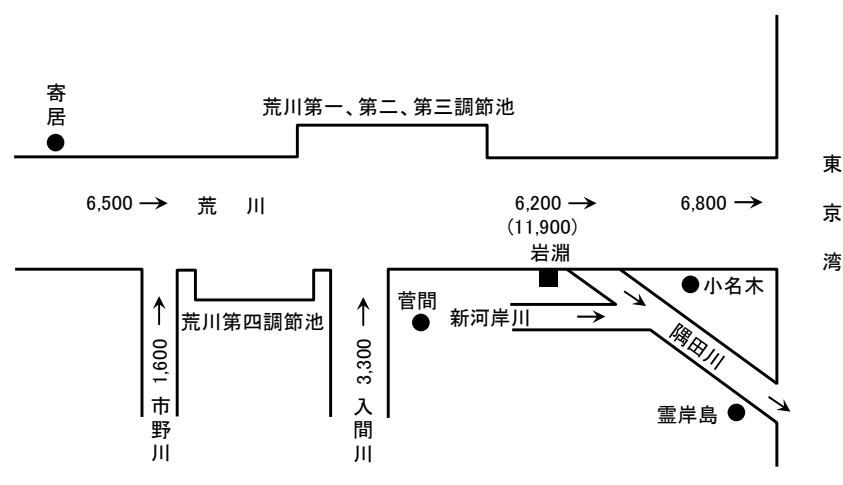 寄居
荒川第一、第二、第三調節池
東京湾
6,500 →
荒川
6,200 →
(11,900)
6,800 →
岩淵
小名木
菅間
新河岸川
荒川第四調節池
隅田川
1,600
市野川
3,300
入間川
霊岸島